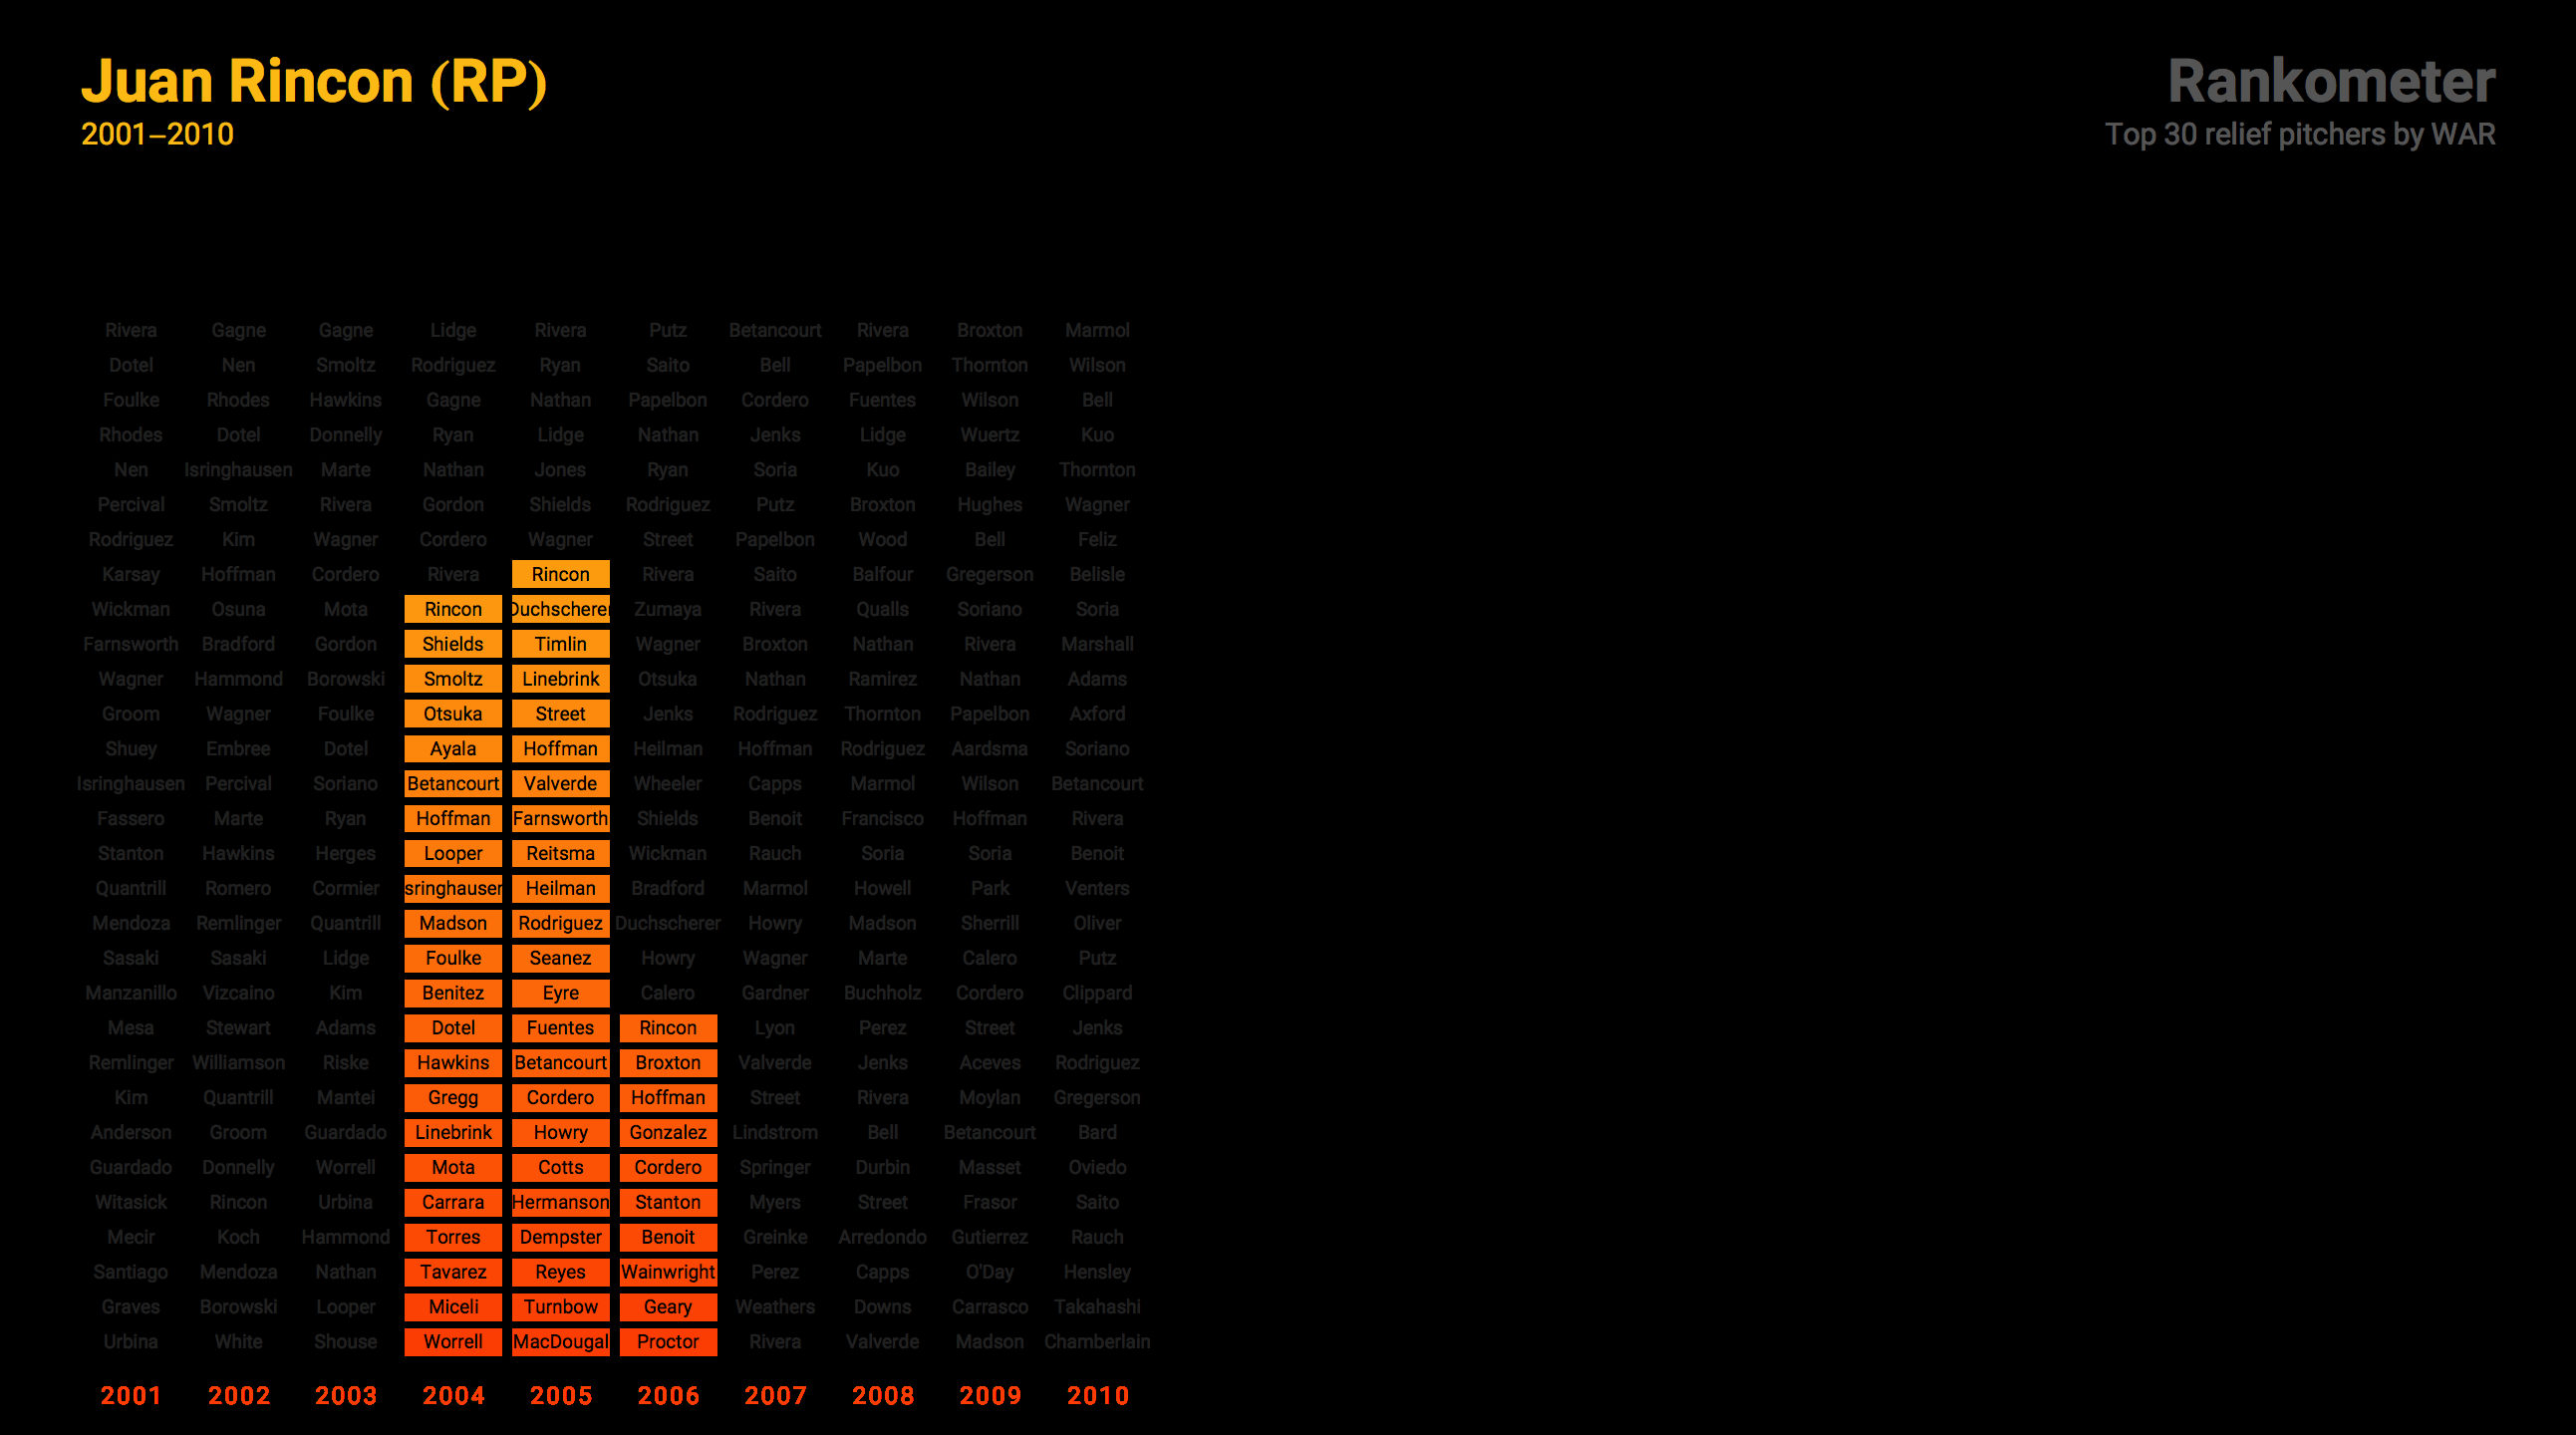 Juan Rincon (RP)
2001–2010
Rankometer
Top 30 relief pitchers by WAR
Rivera Gagne Gagne Lidge Rivera Putz Betancourt Rivera Broxton Marmol
Dotel Nen Smoltz Rodriguez Ryan Saito Bell Papelbon Thornton Wilson
Foulke Rhodes Hawkins Gagne Nathan Papelbon Cordero Fuentes Wilson Bell
Rhodes Dotel Donnelly Ryan Lidge Nathan Jenks Lidge Wuertz Kuo
Nen Isringhausen Marte Nathan Jones Ryan Soria Kuo Bailey Thornton
Percival Smoltz Rivera Gordon Shields Rodriguez Putz Broxton Hughes Wagner
Rodriguez Kim Wagner Cordero Wagner Street Papelbon Wood Bell Feliz
Karsay Hoffman Cordero Rivera Rincon Rivera Saito Balfour Gregerson Belisle
Wickman Osuna Mota Rincon Duchscherer Zumaya Rivera Qualls Soriano Soria
Farnsworth Bradford Gordon Shields Timlin Wagner Broxton Nathan Rivera Marshall
Wagner Hammond Borowski Smoltz Linebrink Otsuka Nathan Ramirez Nathan Adams
Groom Wagner Foulke Otsuka Street Jenks Rodriguez Thornton Papelbon Axford
Shuey Embree Dotel Ayala Hoffman Heilman Hoffman Rodriguez Aardsma Soriano
Isringhausen Percival Soriano Betancourt Valverde Wheeler Capps Marmol Wilson Betancourt
Fassero Marte Ryan Hoffman Farnsworth Shields Benoit Francisco Hoffman Rivera
Stanton Hawkins Herges Looper Reitsma Wickman Rauch Soria Soria Benoit
Quantrill Romero Cormier sringhauser Heilman Bradford Marmol Howell Park Venters
Mendoza Remlinger Quantrill Madson Rodriguez Duchscherer Howry Madson Sherrill Oliver
Sasaki Sasaki Lidge Foulke Seanez Howry Wagner Marte Calero Putz
Manzanillo Vizcaino Kim Benitez Eyre Calero Gardner Buchholz Cordero Clippard
Mesa Stewart Adams Dotel Fuentes Rincon Lyon Perez Street Jenks
Remlinger Williamson Riske Hawkins Betancourt Broxton Valverde Jenks Aceves Rodriguez
Kim Quantrill Mantei Gregg Cordero Hoffman Street Rivera Moylan Gregerson
Anderson Groom Guardado Linebrink Howry Gonzalez Lindstrom Bell Betancourt Bard
Guardado Donnelly Worrell Mota Cotts Cordero Springer Durbin Masset Oviedo
Witasick Rincon Urbina Carrara Hermanson Stanton Myers Street Frasor Saito
Mecir Koch Hammond Torres Dempster Benoit Greinke Arredondo Gutierrez Rauch
Santiago Mendoza Nathan Tavarez Reyes Wainwright Perez Capps O'Day Hensley
Graves Borowski Looper Miceli Turnbow Geary Weathers Downs Carrasco Takahashi
Urbina White Shouse Worrell MacDougal Proctor Rivera Valverde Madson Chamberlain
2001 2002 2003 2004 2005 2006 2007 2008 2009 2010